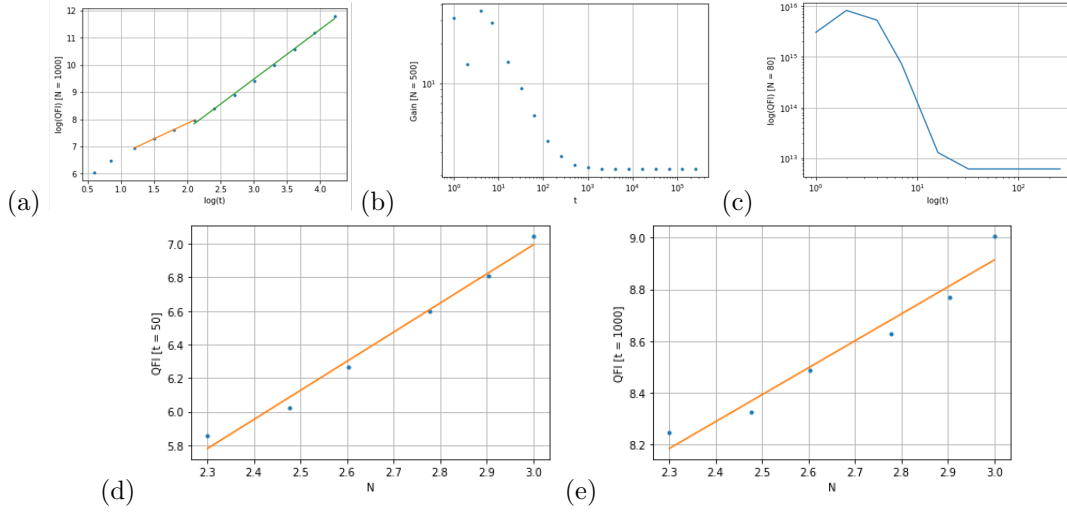 12
11
10
9
8
7
6
0.5 1.0 1.5 2.0 2.5 3.0 3.5 4.0
log(t)
log(QFI) [N = 1000]
(a)
10¹
10⁰ 10¹ 10² 10³ 10⁴ 10⁵
t
Gain [N = 500]
(b)
10¹⁶
10¹⁵
10¹⁴
10¹³
10⁰ 10¹ 10²
log(t)
log(QFI) [N = 80]
(c)
7.0
6.8
6.6
6.4
6.2
6.0
5.8
2.3 2.4 2.5 2.6 2.7 2.8 2.9 3.0
N
QFI [t = 50]
(d)
9.0
8.8
8.6
8.4
8.2
2.3 2.4 2.5 2.6 2.7 2.8 2.9 3.0
N
QFI [t = 1000]
(e)